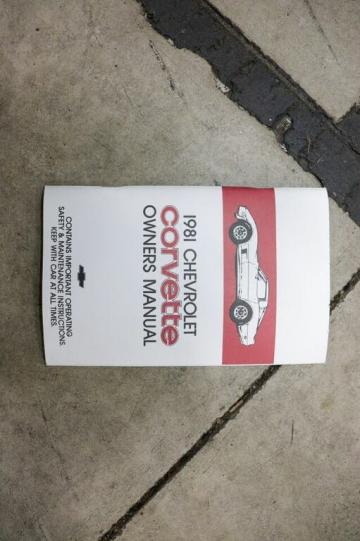 1981 CHEVROLET
corvette
OWNERS MANUAL
CONTAINS IMPORTANT OPERATING
SAFETY & MAINTENANCE INSTRUCTIONS
KEEP WITH CAR AT ALL TIMES.